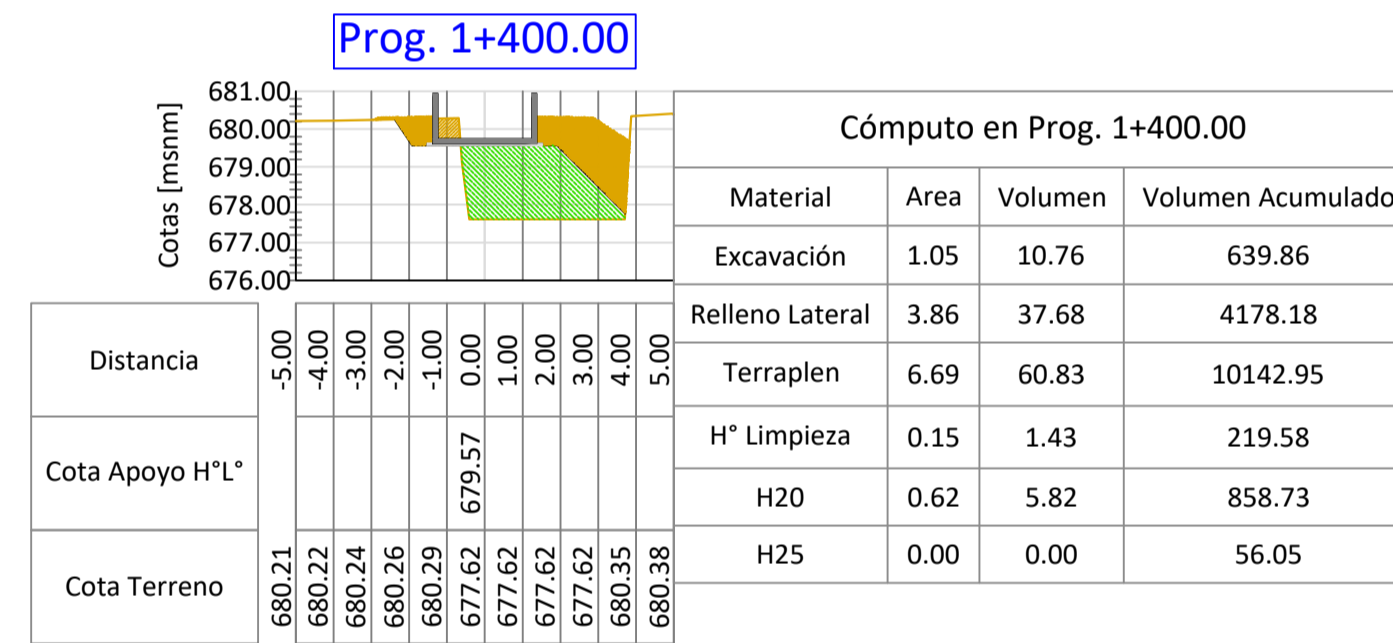 Prog. 1+400.00
Cotas [msnm]
681.00
680.00
679.00
678.00
677.00
676.00
Distancia -5.00 -4.00 -3.00 -2.00 -1.00 0.00 1.00 2.00 3.00 4.00 5.00
Cota Apoyo H°L° 679.57
Cota Terreno 680.21 680.22 680.24 680.26 680.29 677.62 677.62 677.62 677.62 680.35 680.38
Cómputo en Prog. 1+400.00
Material Area Volumen Volumen Acumulado
Excavación 1.05 10.76 639.86
Relleno Lateral 3.86 37.68 4178.18
Terraplen 6.69 60.83 10142.95
H° Limpieza 0.15 1.43 219.58
H20 0.62 5.82 858.73
H25 0.00 0.00 56.05